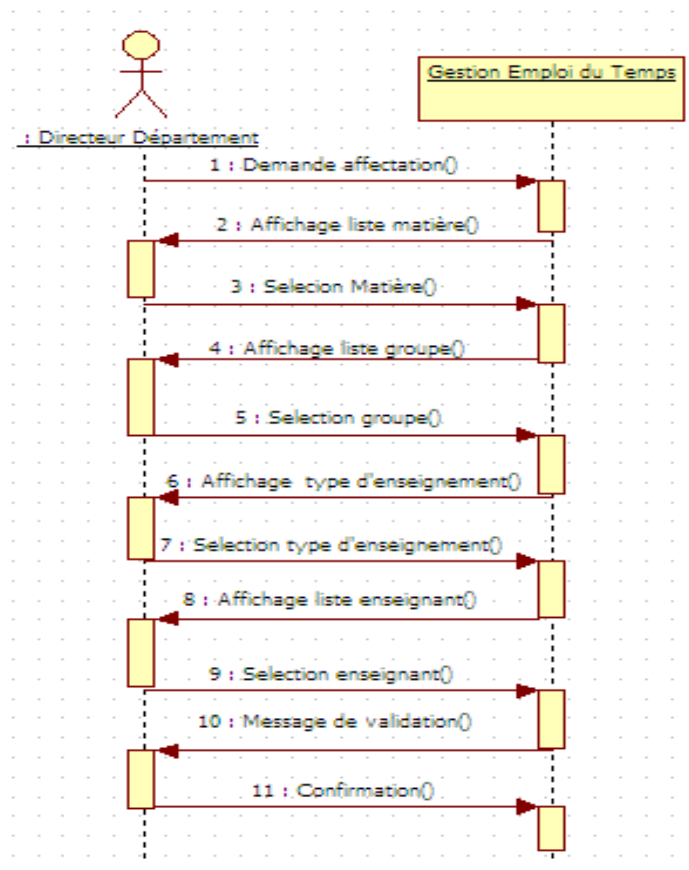 Gestion Emploi du Temps
: Directeur Département
1 : Demande affectation()
2 : Affichage liste matière()
3 : Selecion Matière()
4 : Affichage liste groupe()
5 : Selection groupe()
6 : Affichage type d'enseignement()
7 : Selection type d'enseignement()
8 : Affichage liste enseignant()
9 : Selection enseignant()
10 : Message de validation()
11 : Confirmation()